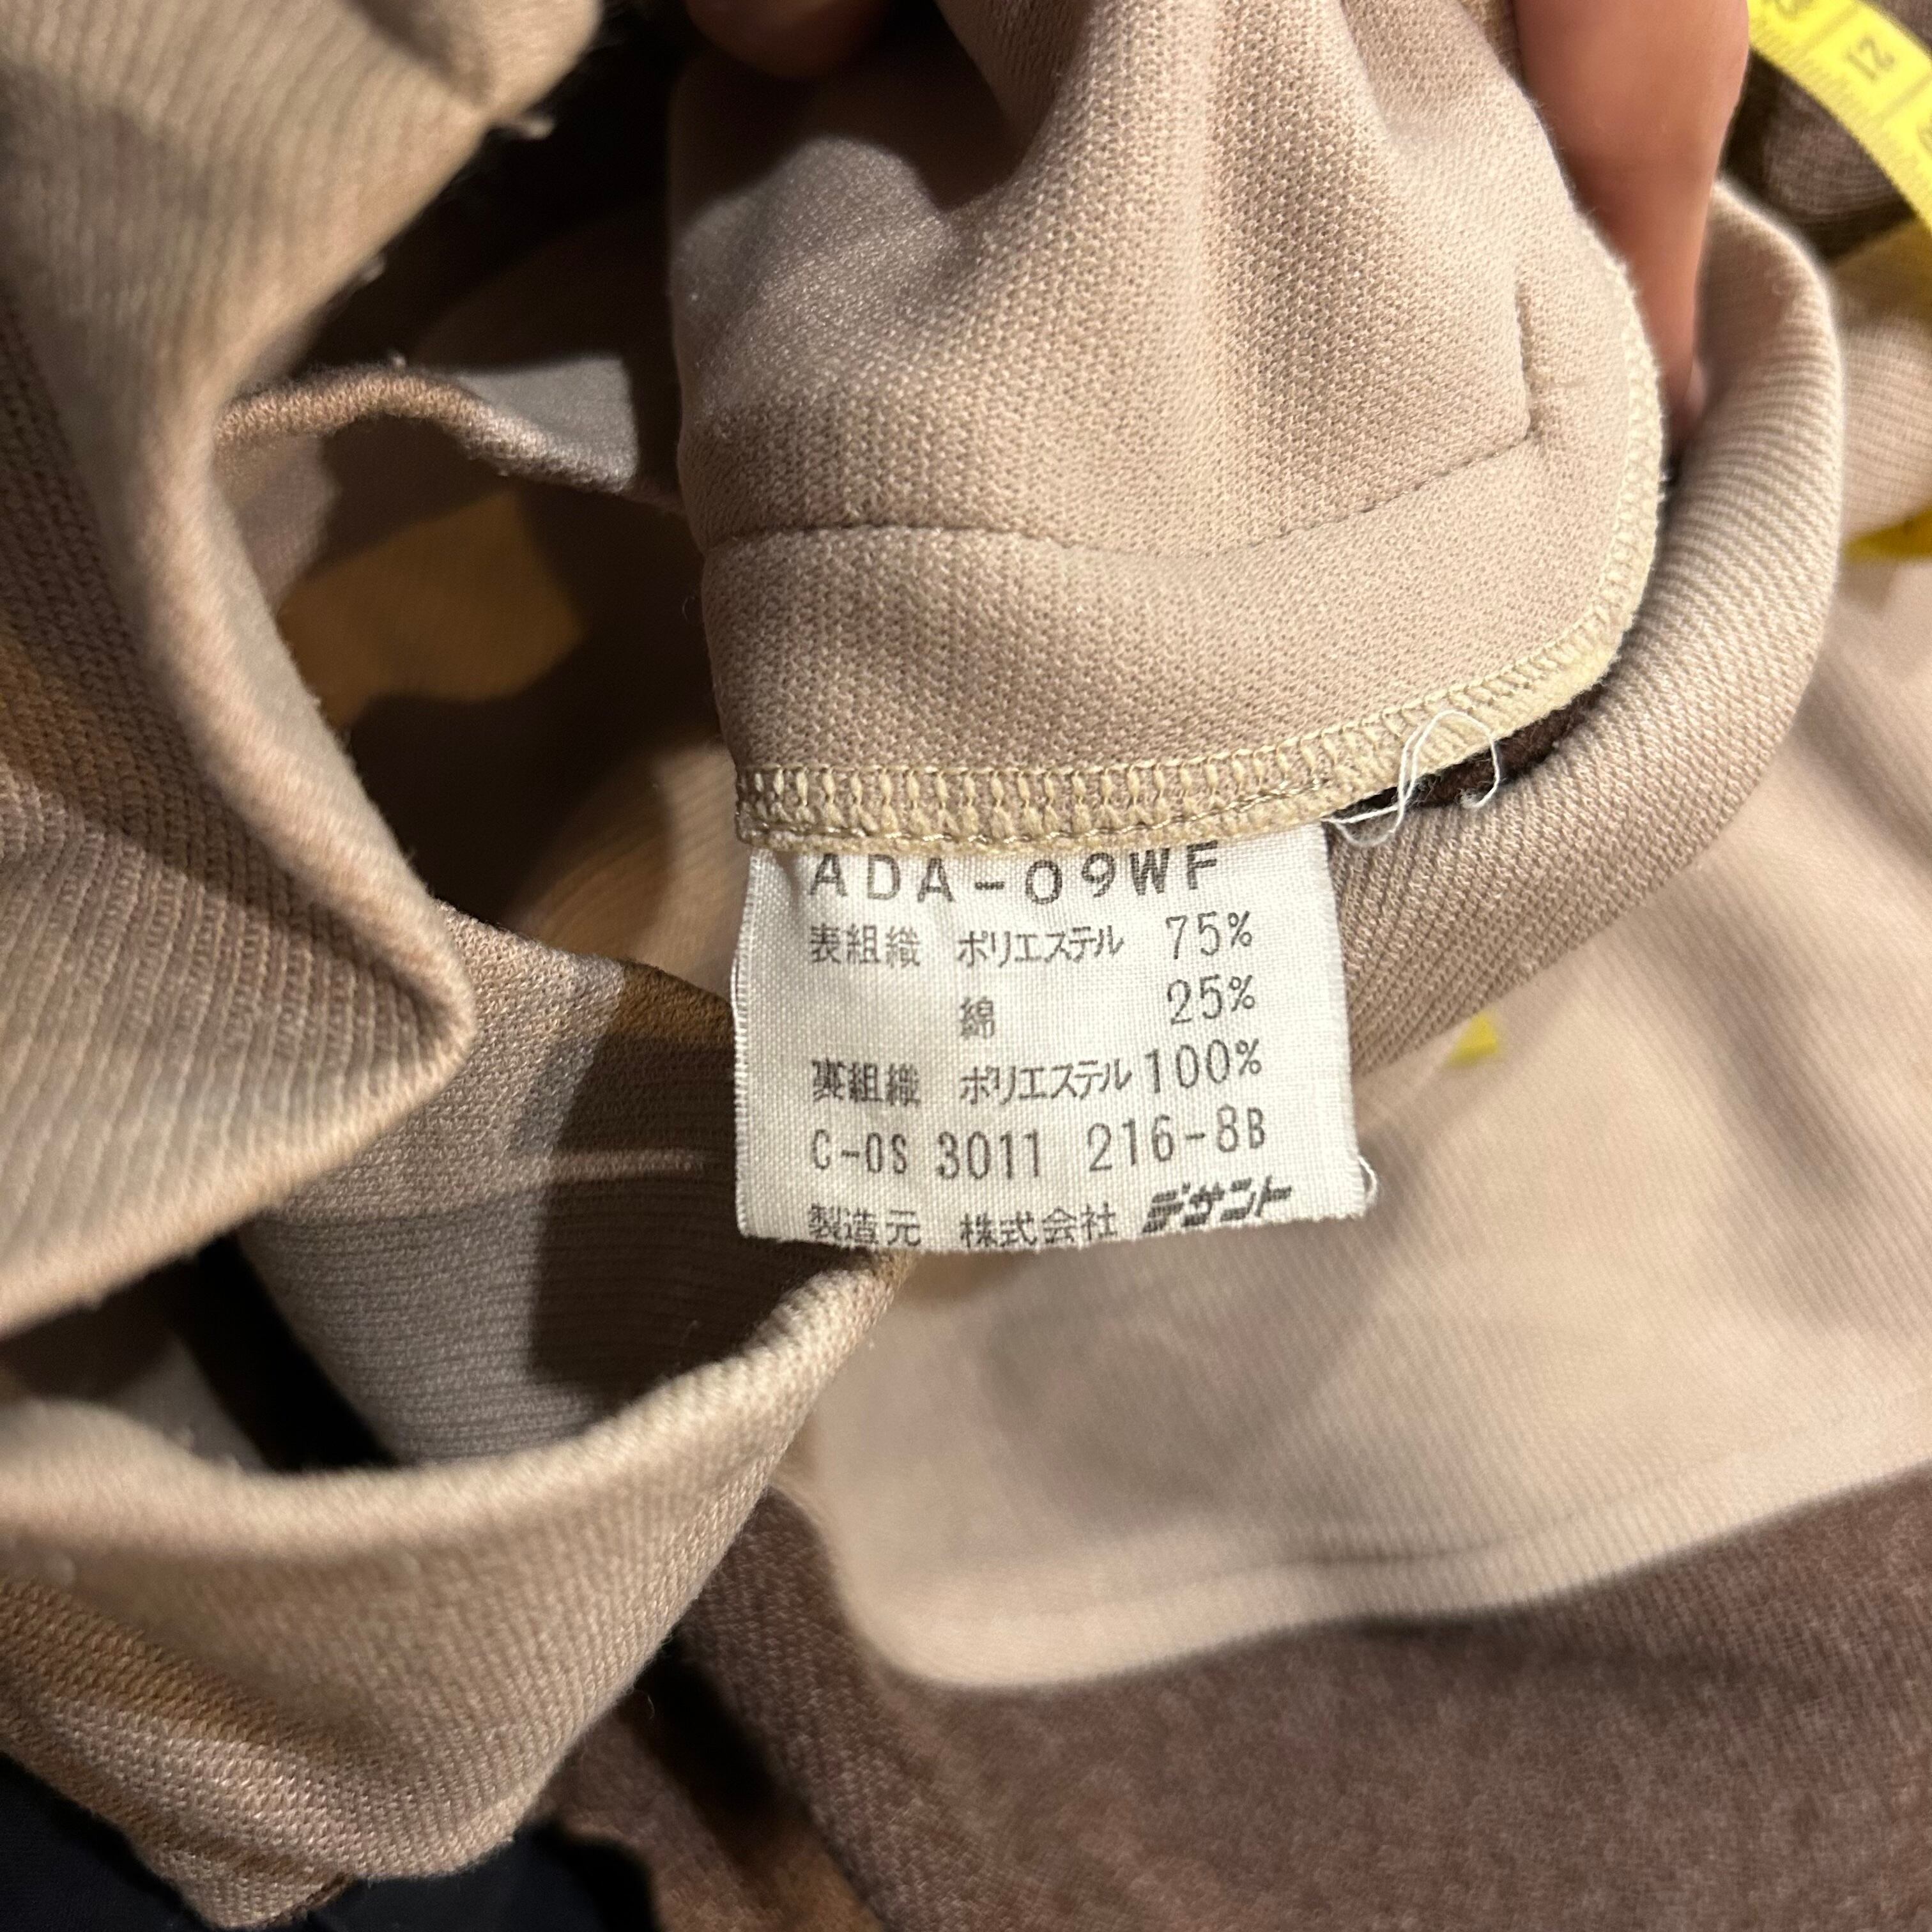 ADA-09WF
表組織 ポリエステル 75%
綿 25%
裏組織 ポリエステル 100%
C-0S 3011 216-8B
製造元 株式会社 デサント
12